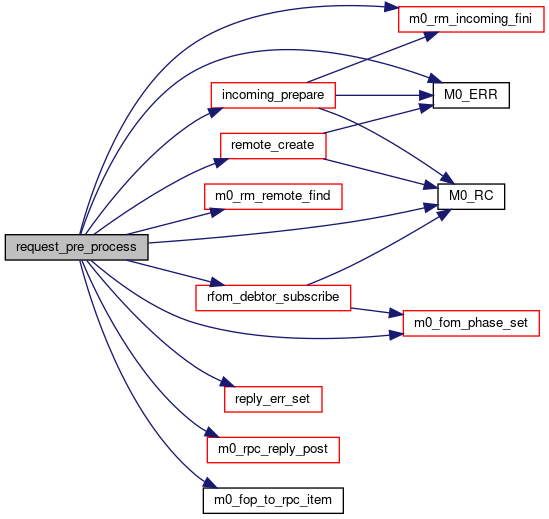 m0_rm_incoming_fini
incoming_prepare
M0_ERR
remote_create
m0_rm_remote_find
M0_RC
request_pre_process
rfom_debtor_subscribe
m0_fom_phase_set
reply_err_set
m0_rpc_reply_post
m0_fop_to_rpc_item